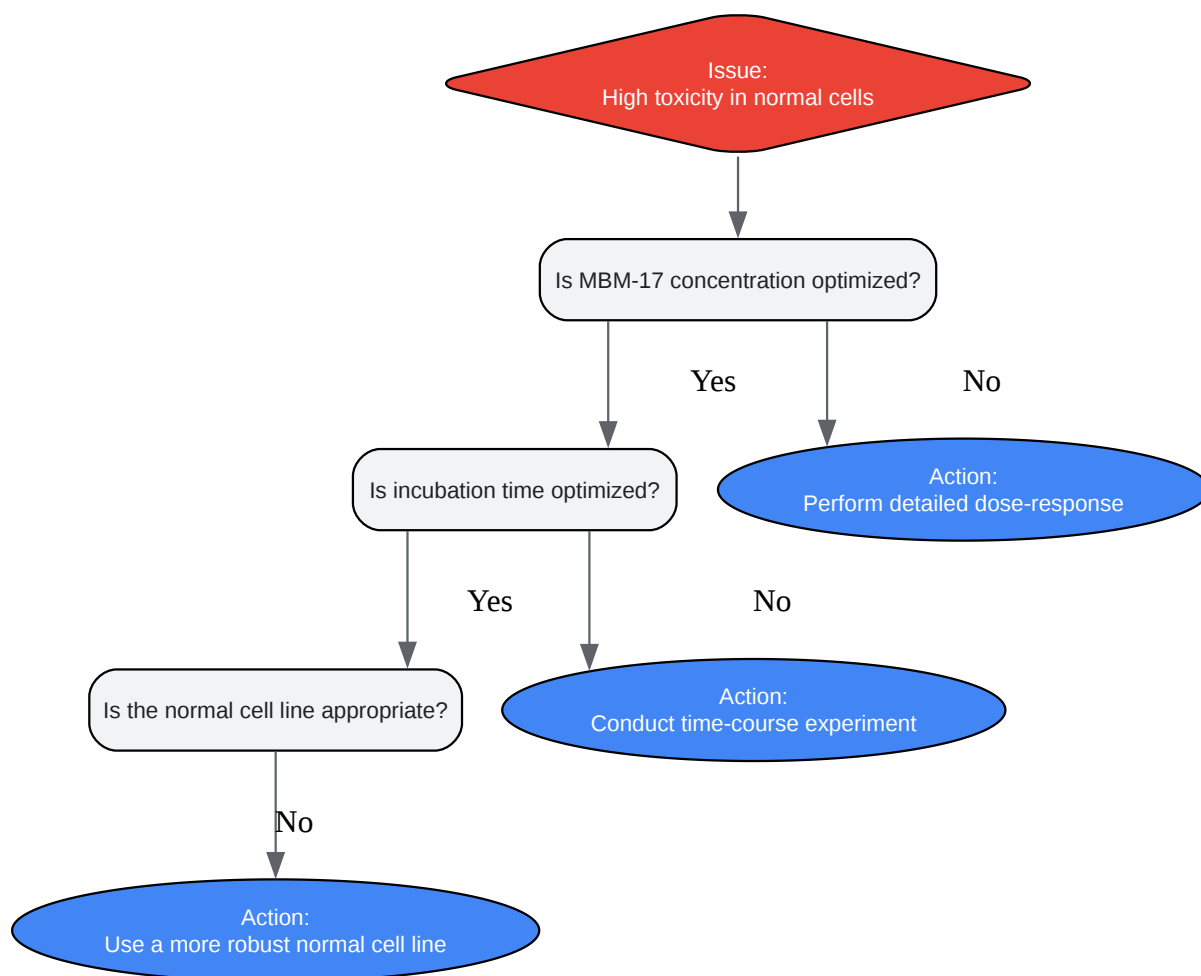 Issue:
High toxicity in normal cells
Is MBM-17 concentration optimized?
Yes
No
Action:
Perform detailed dose-response
Is incubation time optimized?
Yes
No
Action:
Conduct time-course experiment
Is the normal cell line appropriate?
No
Action:
Use a more robust normal cell line